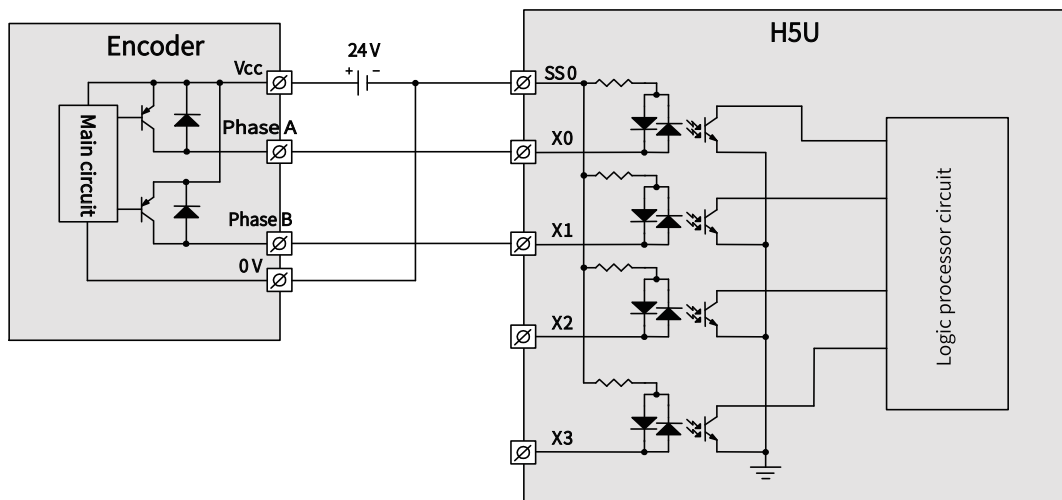 Encoder
24 V
H5U
Vcc
+ −
SS0
Main circuit
Phase A
X0
Phase B
X1
0 V
X2
X3
Logic processor circuit